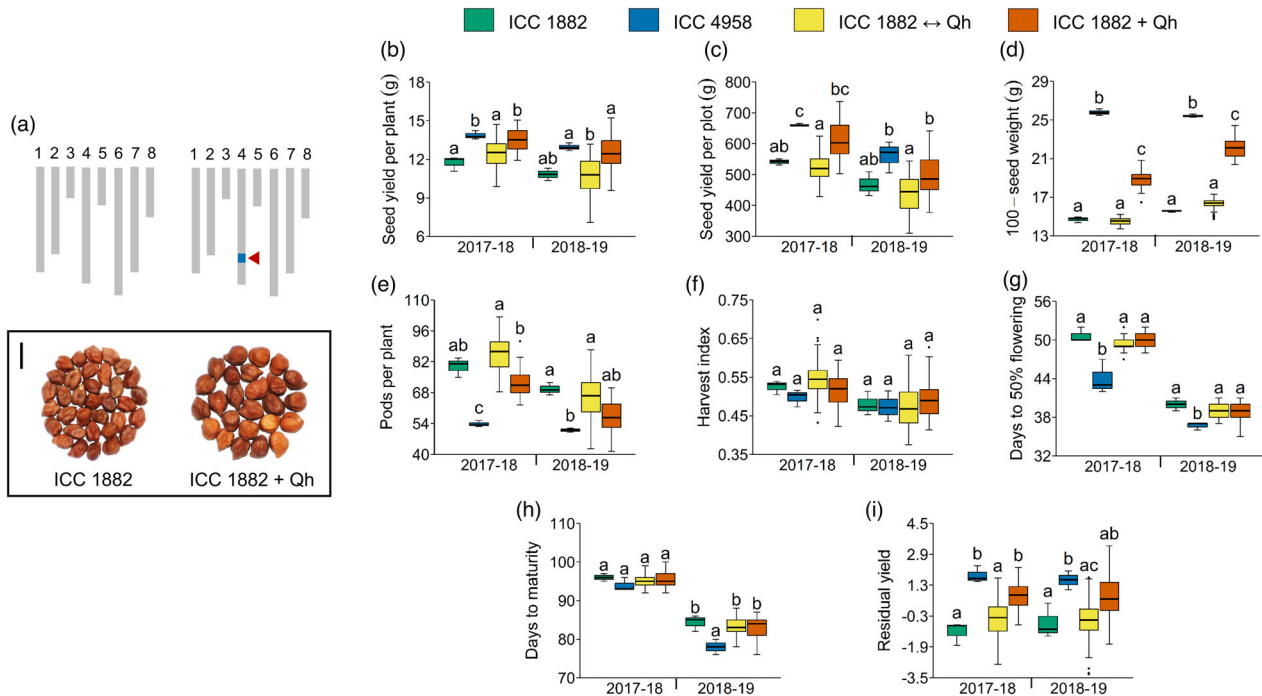 ICC 1882 ICC 4958 ICC 1882 ↔ Qh ICC 1882 + Qh
(a)
1 2 3 4 5 6 7 8 1 2 3 4 5 6 7 8
ICC 1882 ICC 1882 + Qh
(b)
Seed yield per plant (g)
18
15
12
9
6
a b a b ab a b a
2017-18 2018-19
(c)
Seed yield per plot (g)
800
700
600
500
400
300
ab c a bc ab b a b
2017-18 2018-19
(d)
100–seed weight (g)
29
25
21
17
13
a b a c a b a c
2017-18 2018-19
(e)
Pods per plant
110
96
82
68
54
40
ab c a b a b a ab
2017-18 2018-19
(f)
Harvest index
0.75
0.65
0.55
0.45
0.35
a a a a a a a a
2017-18 2018-19
(g)
Days to 50% flowering
56
50
44
38
32
a b a a a b a a
2017-18 2018-19
(h)
Days to maturity
110
100
90
80
70
a a a a b a b b
2017-18 2018-19
(i)
Residual yield
4.5
2.9
1.3
-0.3
-1.9
-3.5
a b a b a b ac ab
2017-18 2018-19